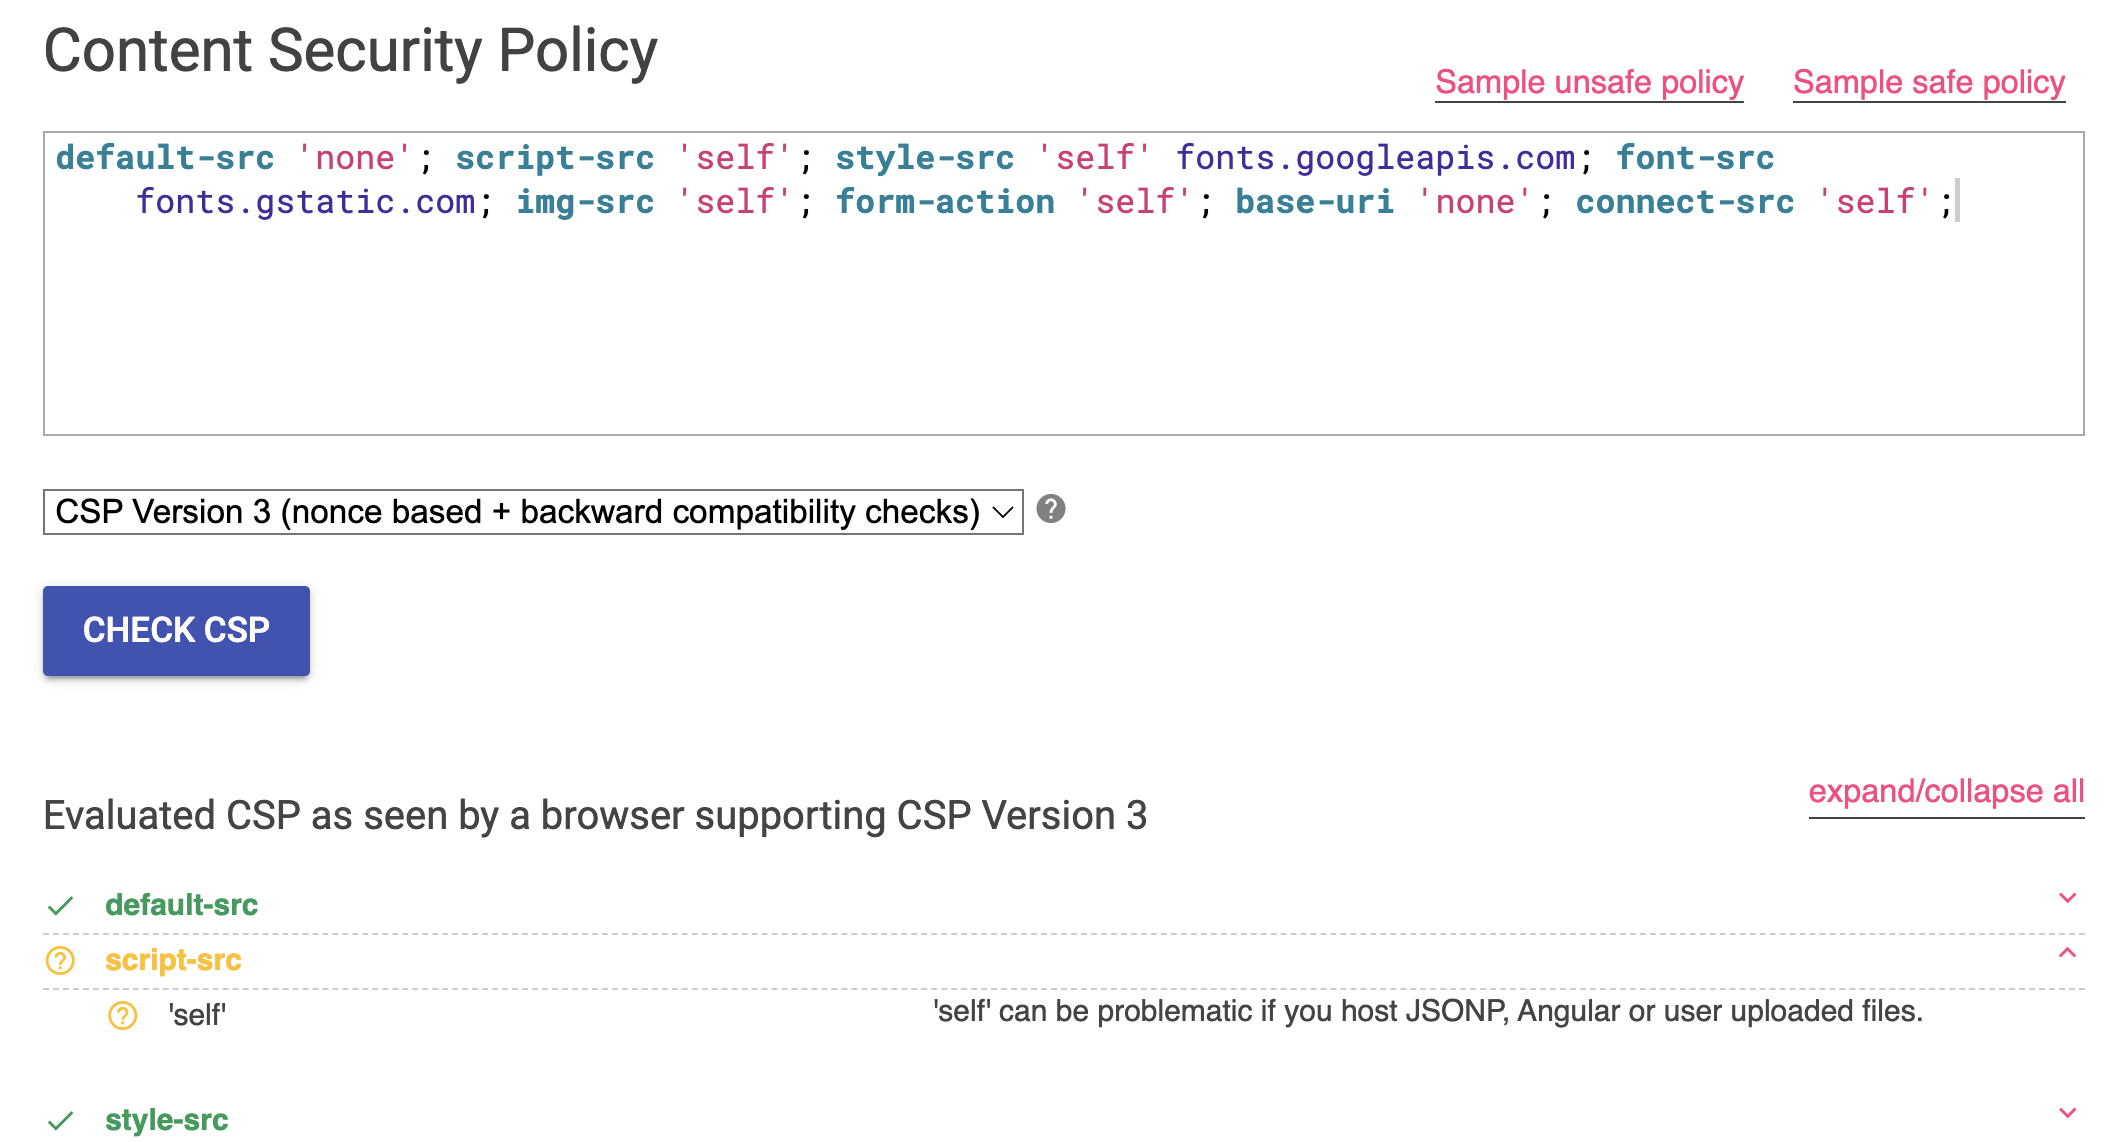 Content Security Policy
Sample unsafe policy Sample safe policy
default-src 'none'; script-src 'self'; style-src 'self' fonts.googleapis.com; font-src
fonts.gstatic.com; img-src 'self'; form-action 'self'; base-uri 'none'; connect-src 'self';
CSP Version 3 (nonce based + backward compatibility checks)
?
CHECK CSP
expand/collapse all
Evaluated CSP as seen by a browser supporting CSP Version 3
default-src
? script-src
? 'self' 'self' can be problematic if you host JSONP, Angular or user uploaded files.
style-src